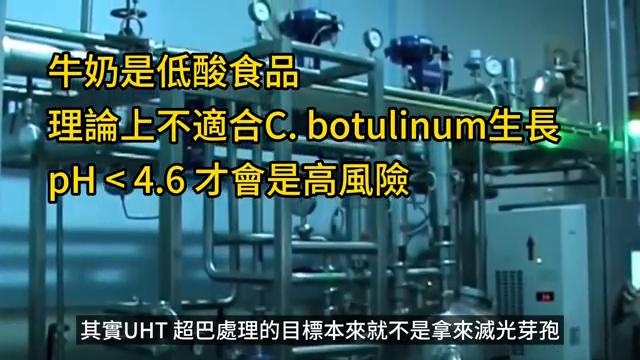 牛奶是低酸食品
理論上不適合C. botulinum生長
pH < 4.6 才會是高風險
其實UHT 超巴處理的目標本來就不是拿來滅光芽孢